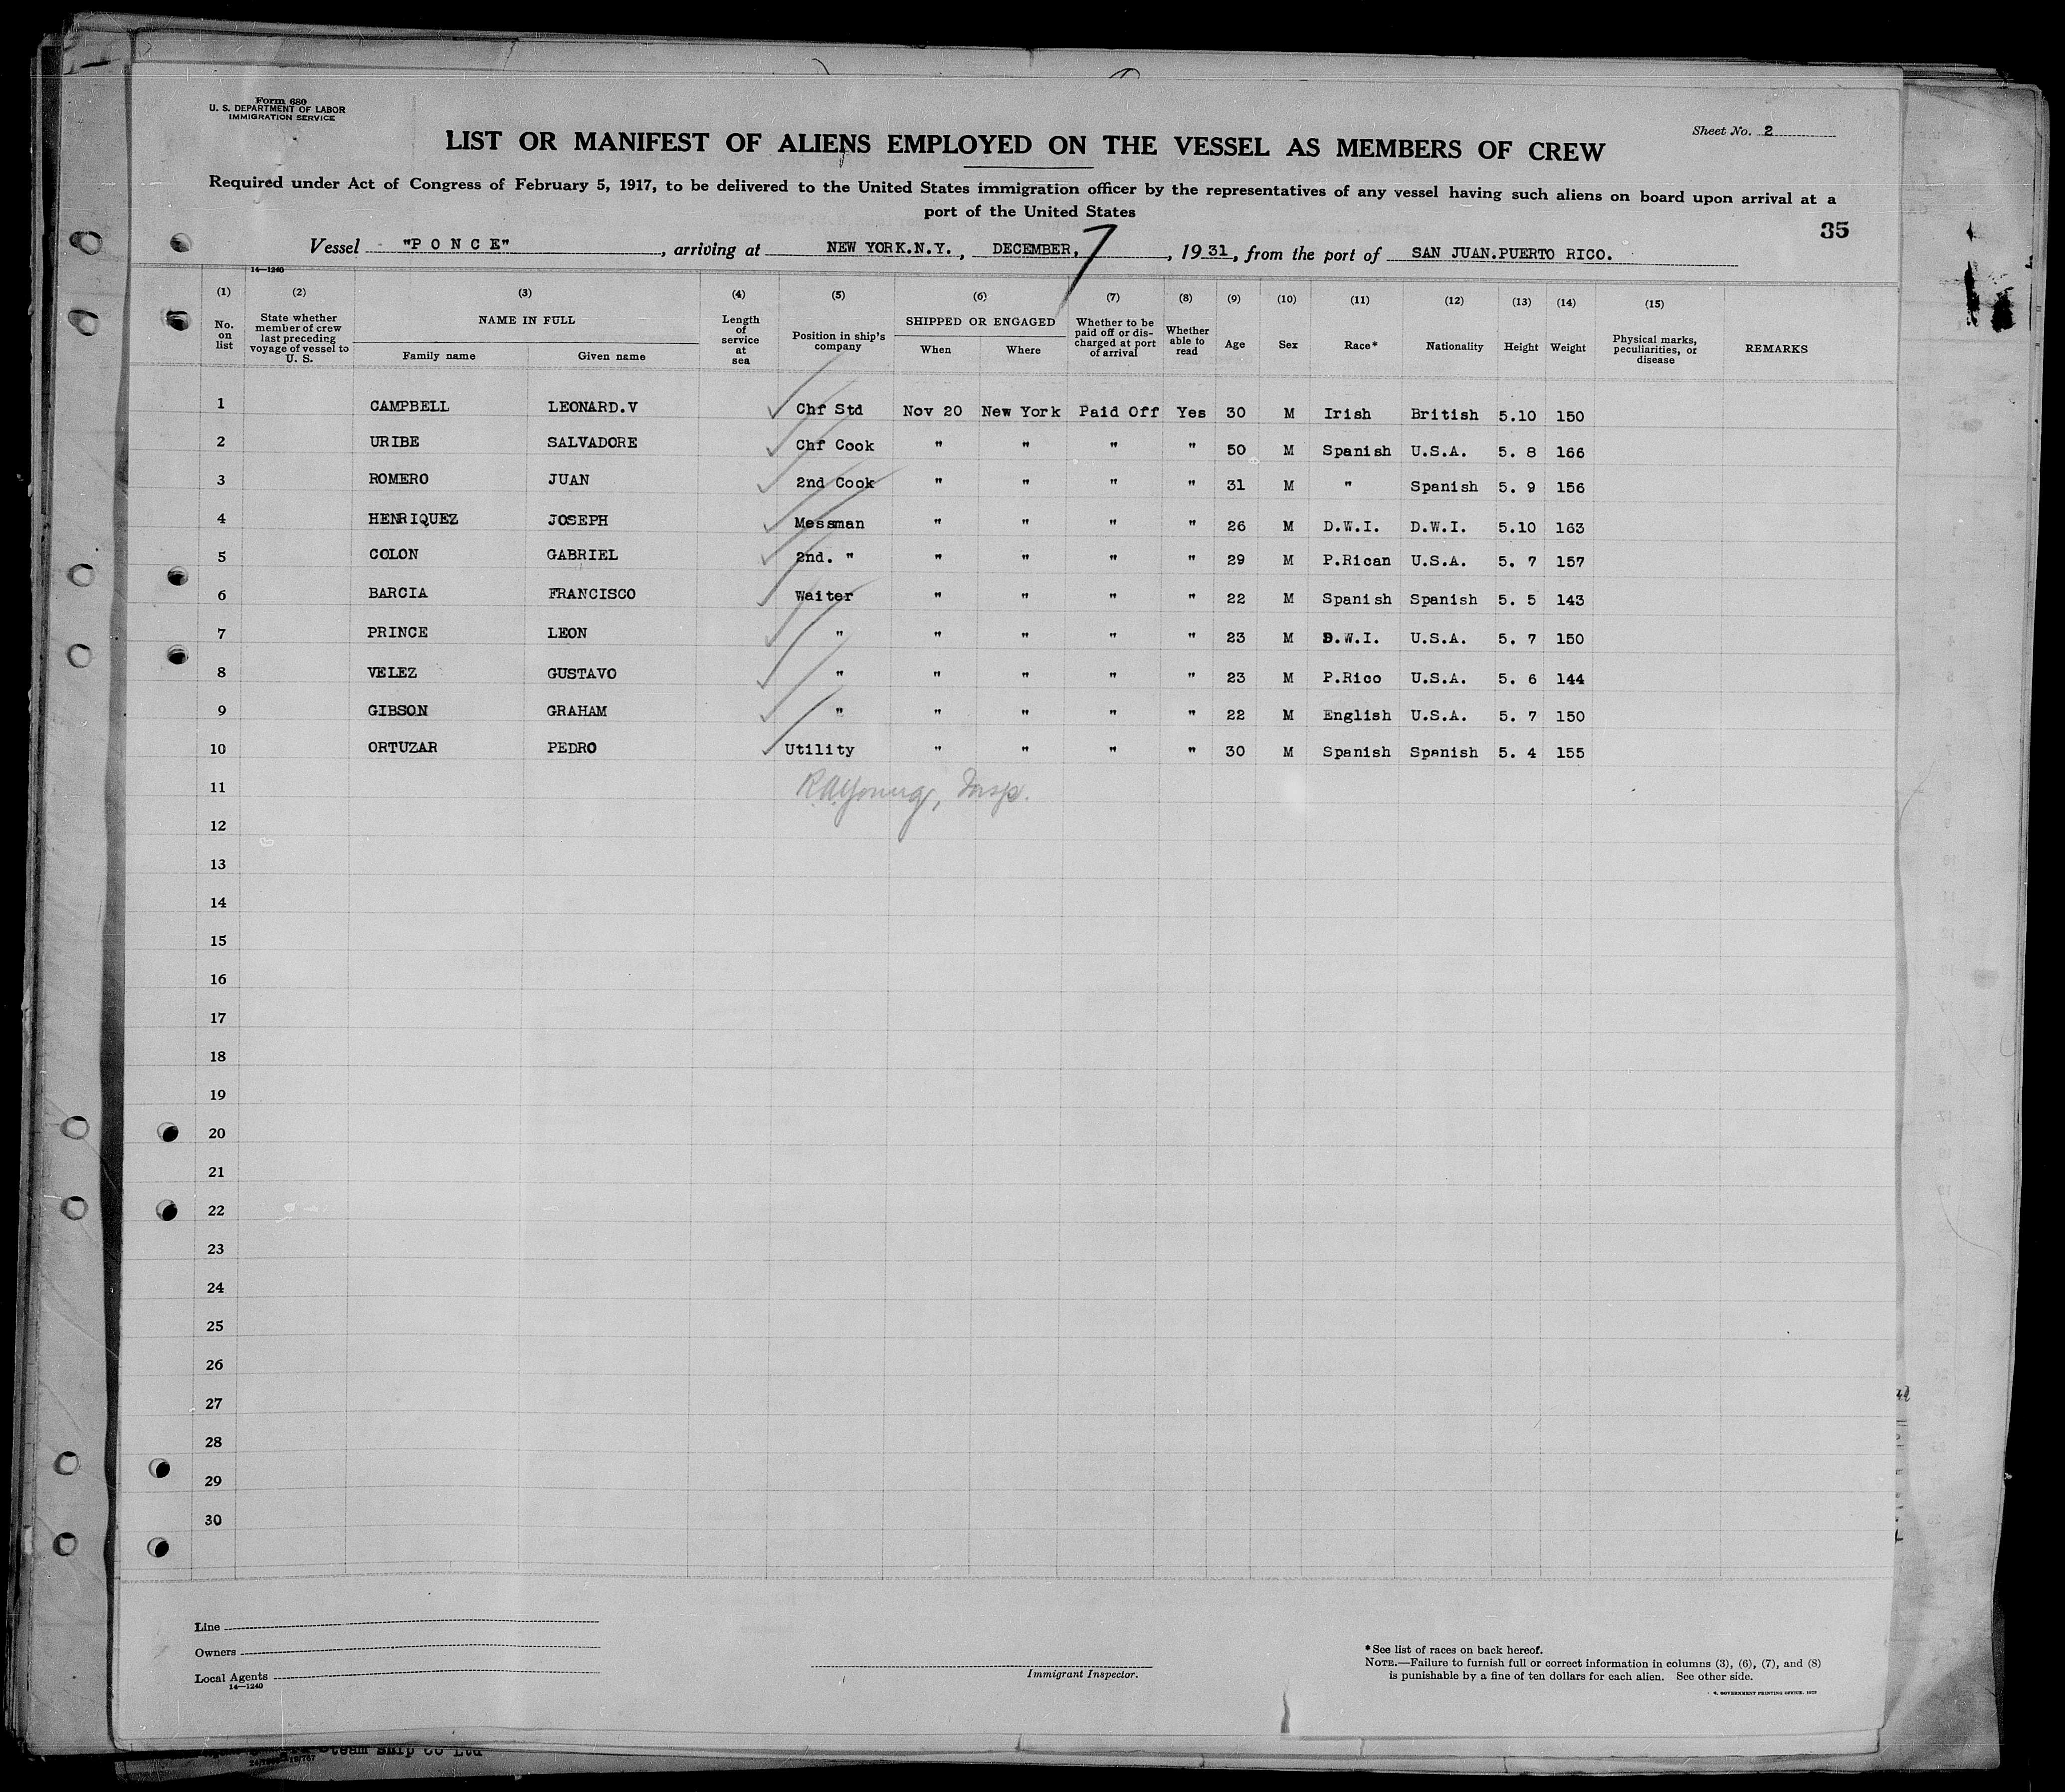 Form 680
U. S. DEPARTMENT OF LABOR
IMMIGRATION SERVICE
Sheet No. 2
LIST OR MANIFEST OF ALIENS EMPLOYED ON THE VESSEL AS MEMBERS OF CREW
Required under Act of Congress of February 5, 1917, to be delivered to the United States immigration officer by the representatives of any vessel having such aliens on board upon arrival at a
port of the United States
35
Vessel "P O N C E", arriving at NEW YORK.N.Y., DECEMBER, 7, 1931, from the port of SAN JUAN.PUERTO RICO.
14—1240
(1) (2) (3) (4) (5) (6) (7) (8) (9) (10) (11) (12) (13) (14) (15)
No. on list State whether member of crew last preceding voyage of vessel to U. S. NAME IN FULL Family name Given name Length of service at sea Position in ship's company SHIPPED OR ENGAGED When Where Whether to be paid off or discharged at port of arrival Whether able to read Age Sex Race* Nationality Height Weight Physical marks, peculiarities, or disease REMARKS
1 CAMPBELL LEONARD.V Chf Std Nov 20 New York Paid Off Yes 30 M Irish British 5.10 150
2 URIBE SALVADORE Chf Cook " " " " 50 M Spanish U.S.A. 5. 8 166
3 ROMERO JUAN 2nd Cook " " " " 31 M " Spanish 5. 9 156
4 HENRIQUEZ JOSEPH Messman " " " " 26 M D.W.I. D.W.I. 5.10 163
5 COLON GABRIEL 2nd. " " " " " 29 M P.Rican U.S.A. 5. 7 157
6 BARCIA FRANCISCO Waiter " " " " 22 M Spanish Spanish 5. 5 143
7 PRINCE LEON " " " " " 23 M D.W.I. U.S.A. 5. 7 150
8 VELEZ GUSTAVO " " " " " 23 M P.Rico U.S.A. 5. 6 144
9 GIBSON GRAHAM " " " " " 22 M English U.S.A. 5. 7 150
10 ORTUZAR PEDRO Utility " " " " 30 M Spanish Spanish 5. 4 155
11 R.A.Young, Insp.
12
13
14
15
16
17
18
19
20
21
22
23
24
25
26
27
28
29
30
Line
Owners
Local Agents
14—1240
Immigrant Inspector.
*See list of races on back hereof.
NOTE.—Failure to furnish full or correct information in columns (3), (6), (7), and (8)
is punishable by a fine of ten dollars for each alien. See other side.
GOVERNMENT PRINTING OFFICE: 1929
Steam Ship Co Ltd